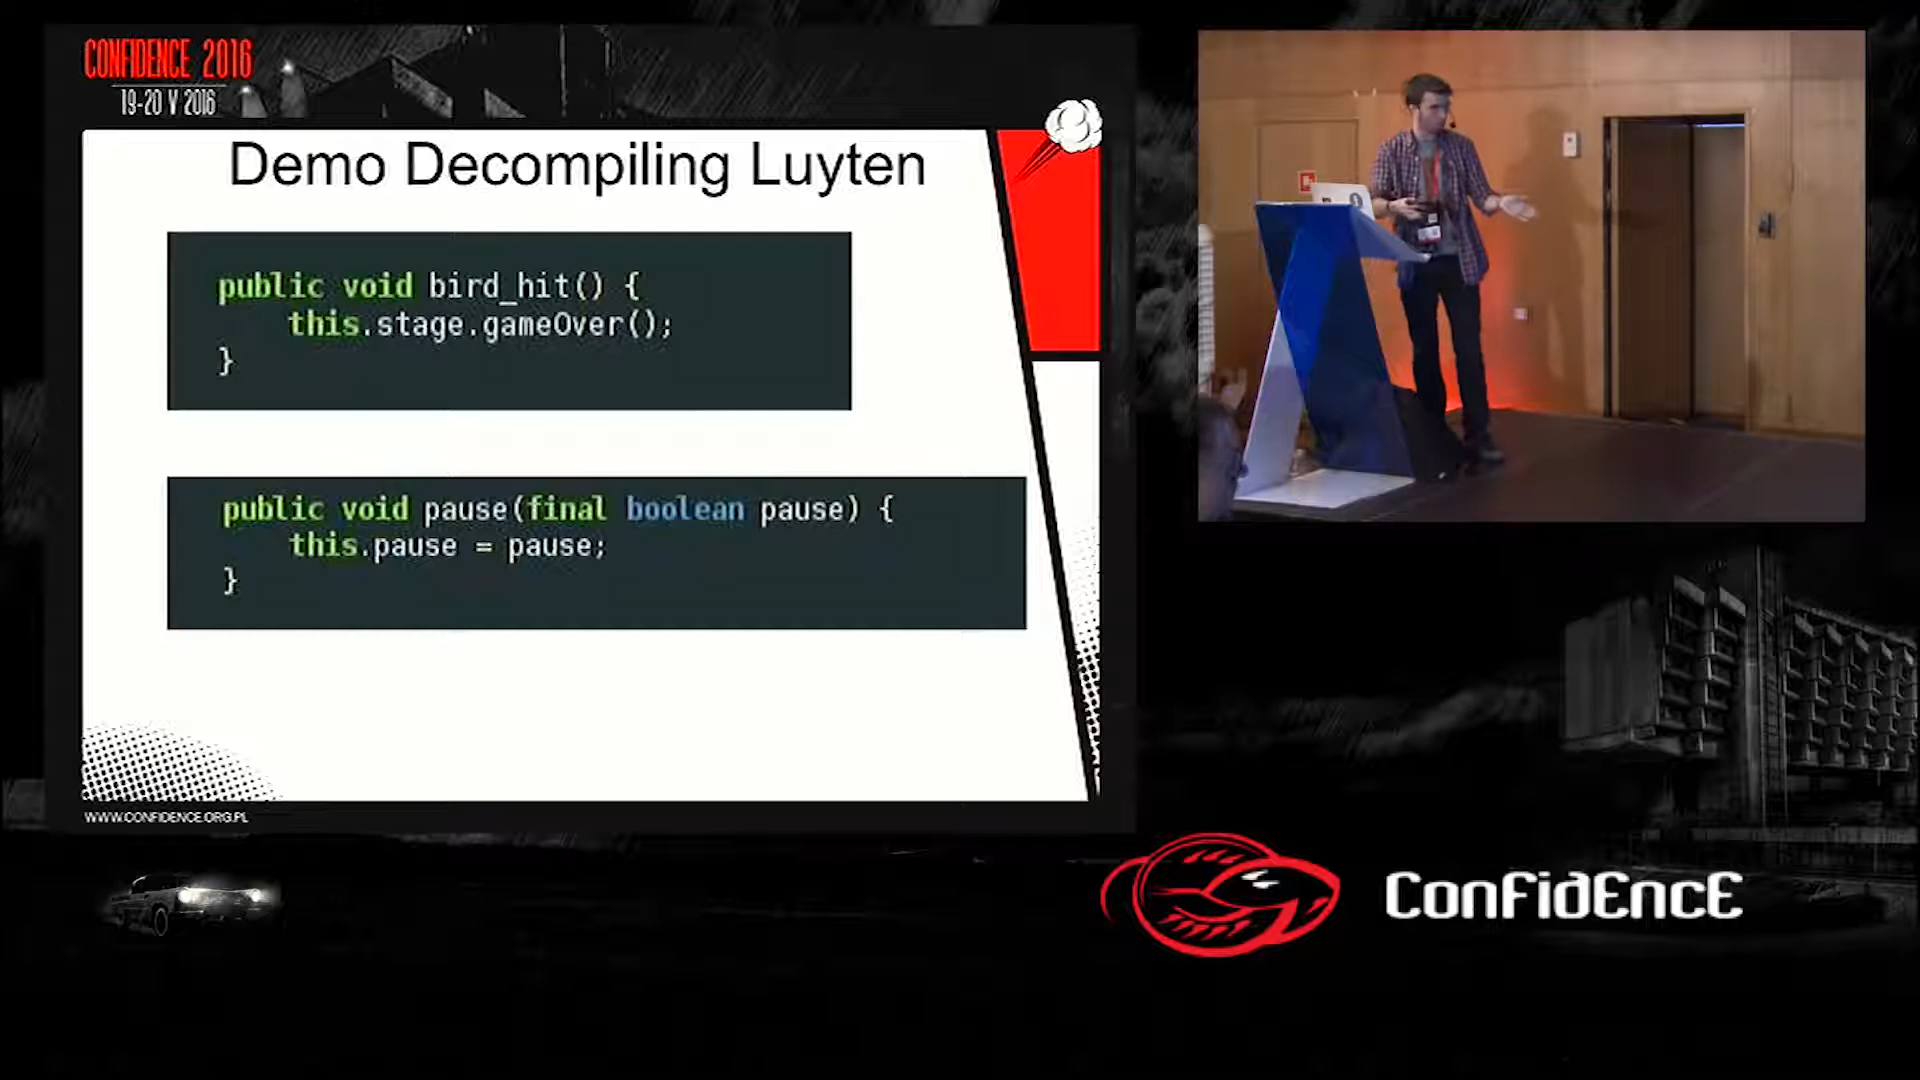 CONFIDENCE 2016
19-20 V 2016
Demo Decompiling Luyten
public void bird_hit() {
this.stage.gameOver();
}
public void pause(final boolean pause) {
this.pause = pause;
}
WWW.CONFIDENCE.ORG.PL
ConFidEncE